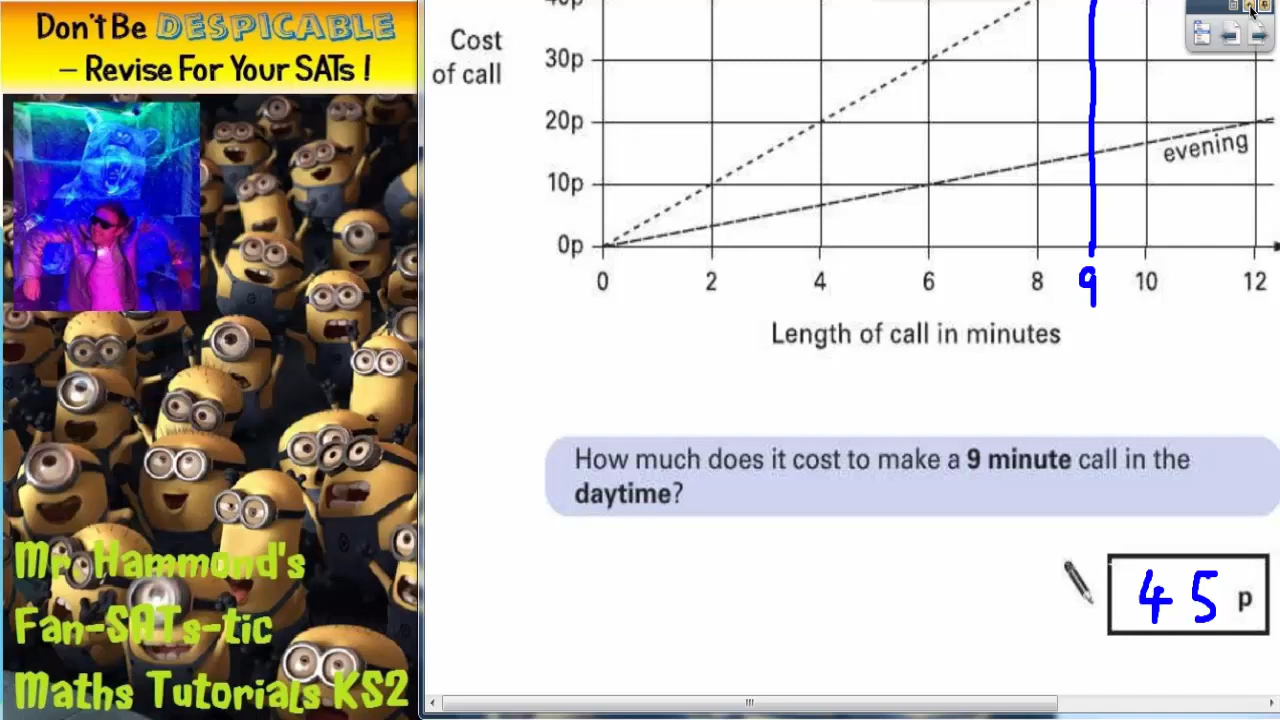 Don't Be DESPICABLE
– Revise For Your SATs !
Mr. Hammond's
Fan-SATs-tic
Maths Tutorials KS2
40p
Cost
of call
30p
20p
10p
0p
evening
0 2 4 6 8 9 10 12
Length of call in minutes
How much does it cost to make a 9 minute call in the
daytime?
45 p